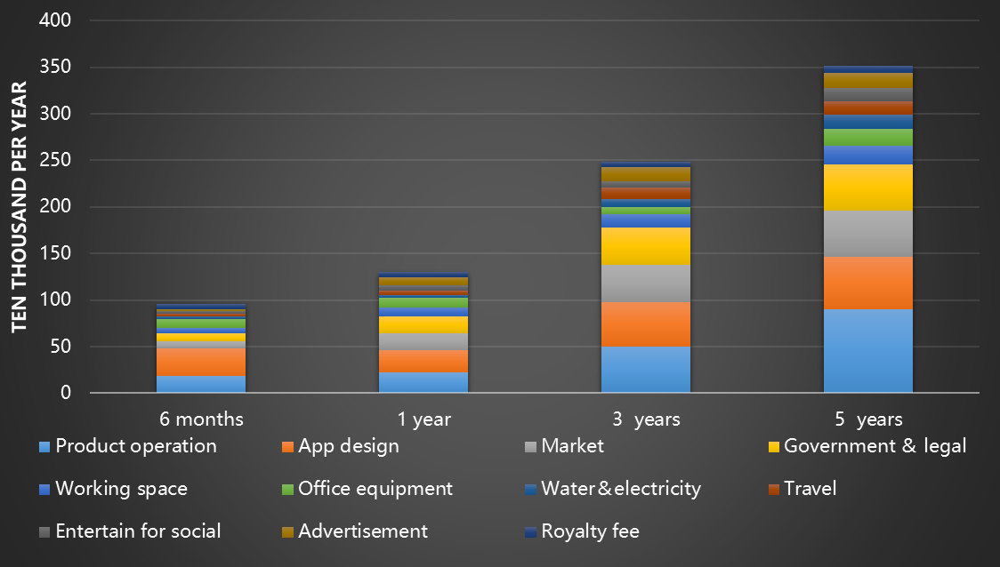 400
350
300
250
200
150
100
50
0
TEN THOUSAND PER YEAR
6 months 1 year 3 years 5 years
Product operation App design Market Government & legal
Working space Office equipment Water&electricity Travel
Entertain for social Advertisement Royalty fee